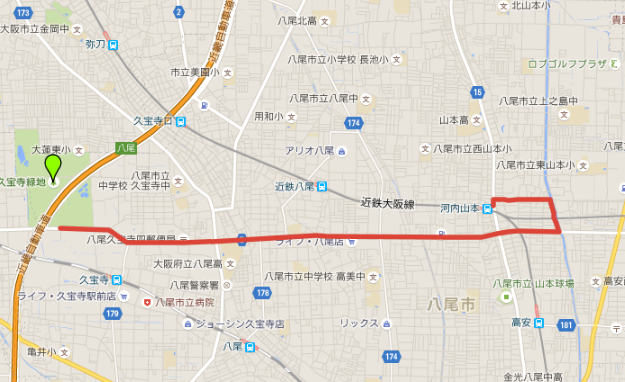 173
大阪市立金岡中
弥刀
2
近畿自動車道
市立美園小
八尾北高
八尾市立小学校 長池小
15
北山本小
ロブゴルフプラザ
久宝寺口
用和小
八尾市立八尾中
174
山本高
八尾市立上之島中
八尾
大蓮東小
久宝寺緑地
八尾市立
中学校 久宝寺中
アリオ八尾
八尾市立西山本小
八尾市立東山本小
近鉄八尾
近鉄大阪線
河内山本
近畿自動車道
ライフ・八尾店
大阪府立八尾高
八尾警察署
八尾市立中学校 高美中
久宝寺
ライフ・久宝寺駅前店
八尾市立病院
178
179
ジョーシン久宝寺店
リックス
八尾市
八尾市立 山本球場
高安
181
亀井小
八尾
174
金光八尾中高